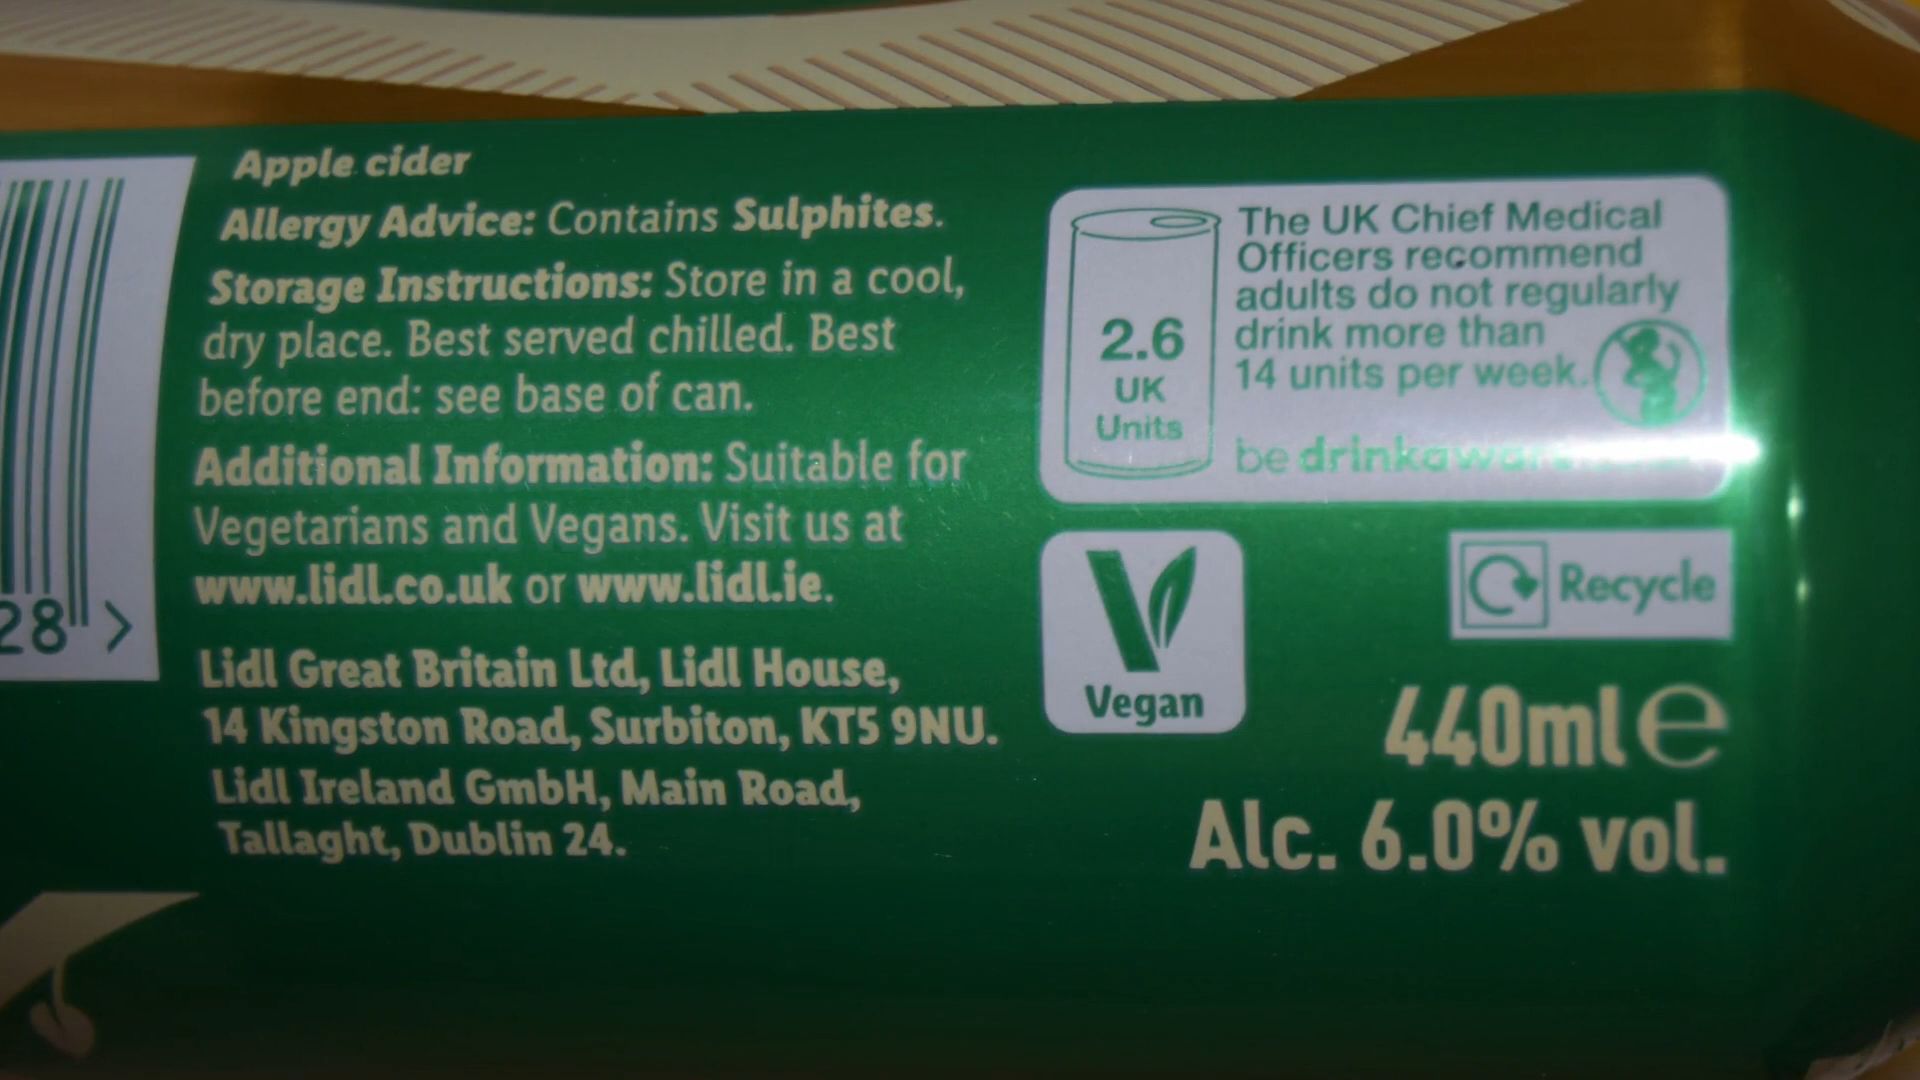 Apple cider
Allergy Advice: Contains Sulphites.
Storage Instructions: Store in a cool,
dry place. Best served chilled. Best
before end: see base of can.
Additional Information: Suitable for
Vegetarians and Vegans. Visit us at
www.lidl.co.uk or www.lidl.ie.
Lidl Great Britain Ltd, Lidl House,
14 Kingston Road, Surbiton, KT5 9NU.
Lidl Ireland GmbH, Main Road,
Tallaght, Dublin 24.
28 >
2.6
UK
Units
The UK Chief Medical
Officers recommend
adults do not regularly
drink more than
14 units per week.
be
Vegan
Recycle
440ml e
Alc. 6.0% vol.